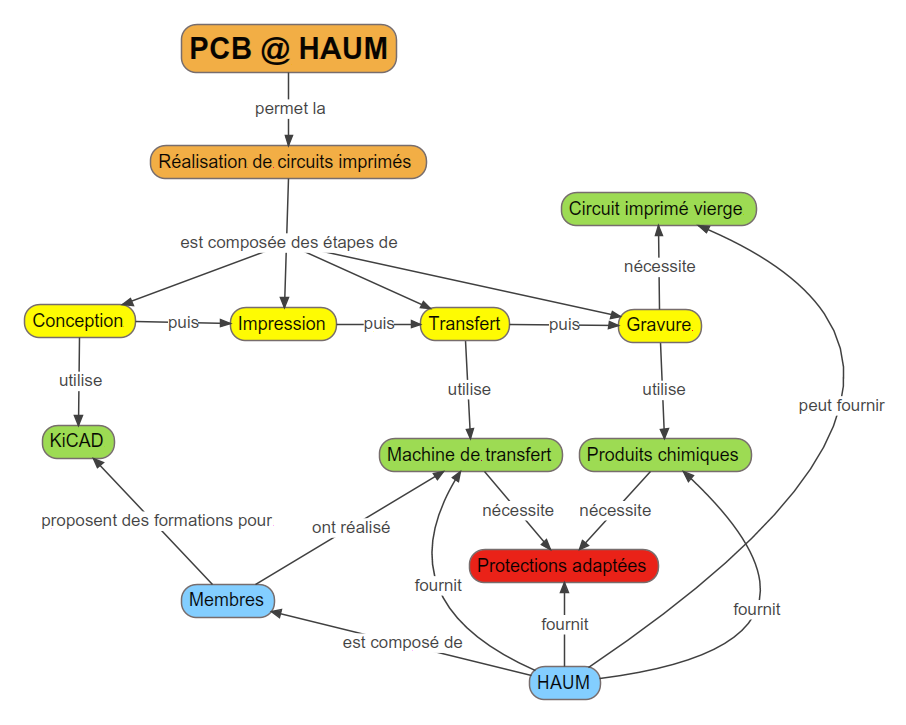 PCB @ HAUM
permet la
Réalisation de circuits imprimés
Circuit imprimé vierge
est composée des étapes de
nécessite
Conception
puis
Impression
puis
Transfert
puis
Gravure
utilise
utilise
utilise
peut fournir
KiCAD
Machine de transfert
Produits chimiques
nécessite
nécessite
proposent des formations pour
ont réalisé
Protections adaptées
fournit
Membres
fournit
fournit
est composé de
HAUM